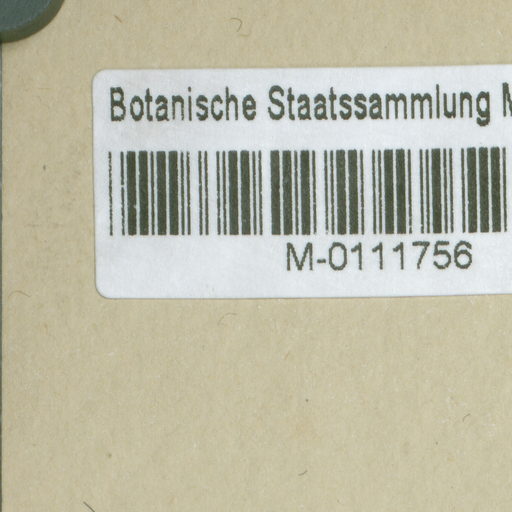 Botanische Staatssammlung
M-0111756